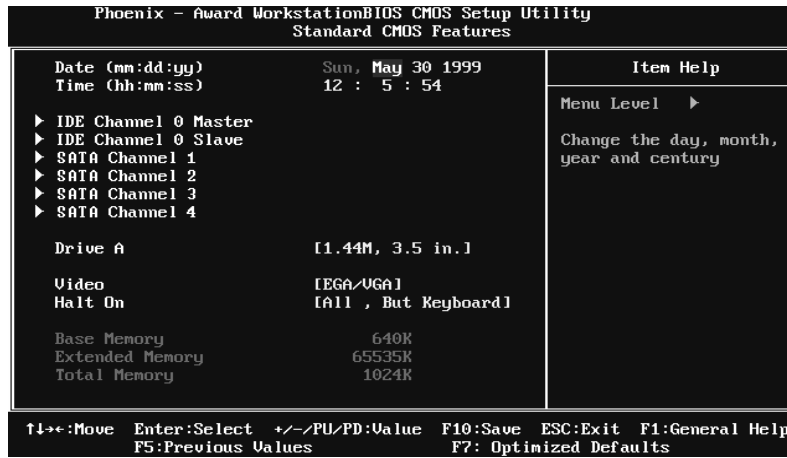 Phoenix - Award WorkstationBIOS CMOS Setup Utility
Standard CMOS Features
Date (mm:dd:yy) Sun, May 30 1999
Time (hh:mm:ss) 12 : 5 : 54
IDE Channel 0 Master
IDE Channel 0 Slave
SATA Channel 1
SATA Channel 2
SATA Channel 3
SATA Channel 4
Drive A [1.44M, 3.5 in.]
Video [EGA/VGA]
Halt On [All , But Keyboard]
Base Memory 640K
Extended Memory 65535K
Total Memory 1024K
Item Help
Menu Level
Change the day, month,
year and century
↑↓→←:Move Enter:Select +/-/PU/PD:Value F10:Save ESC:Exit F1:General Help
F5:Previous Values F7: Optimized Defaults